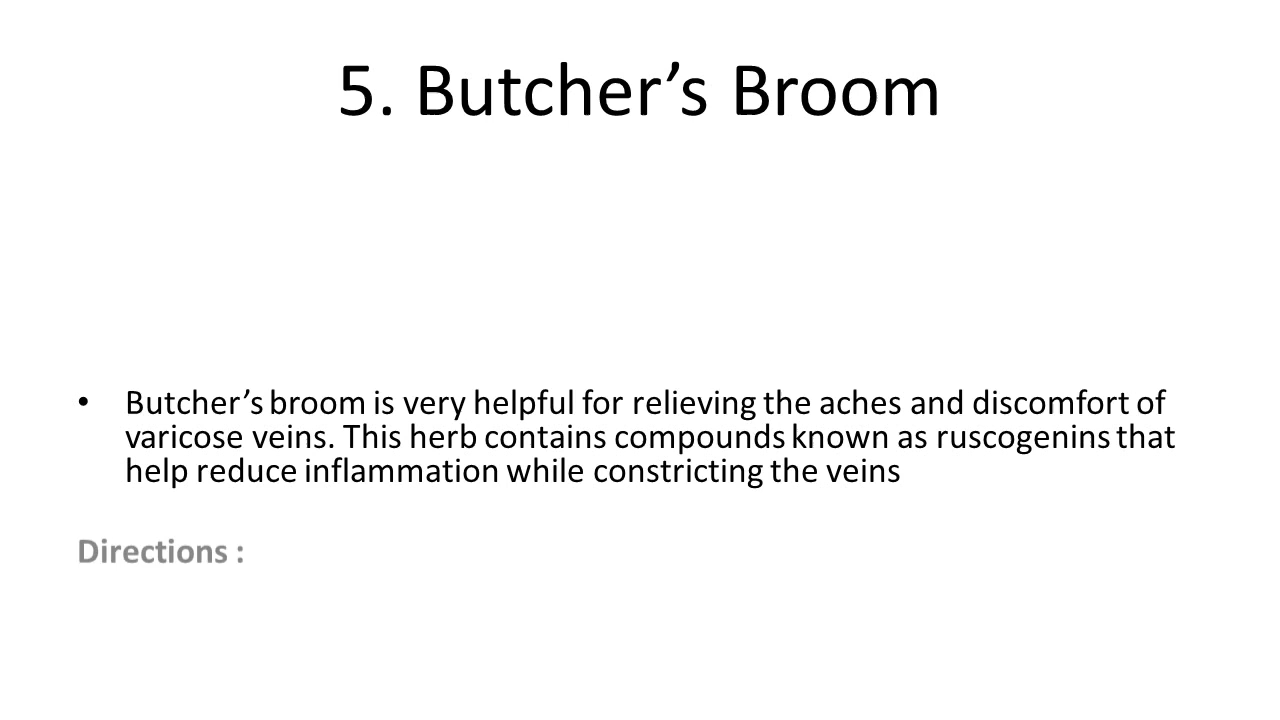 5. Butcher’s Broom
• Butcher’s broom is very helpful for relieving the aches and discomfort of
varicose veins. This herb contains compounds known as ruscogenins that
help reduce inflammation while constricting the veins
Directions :